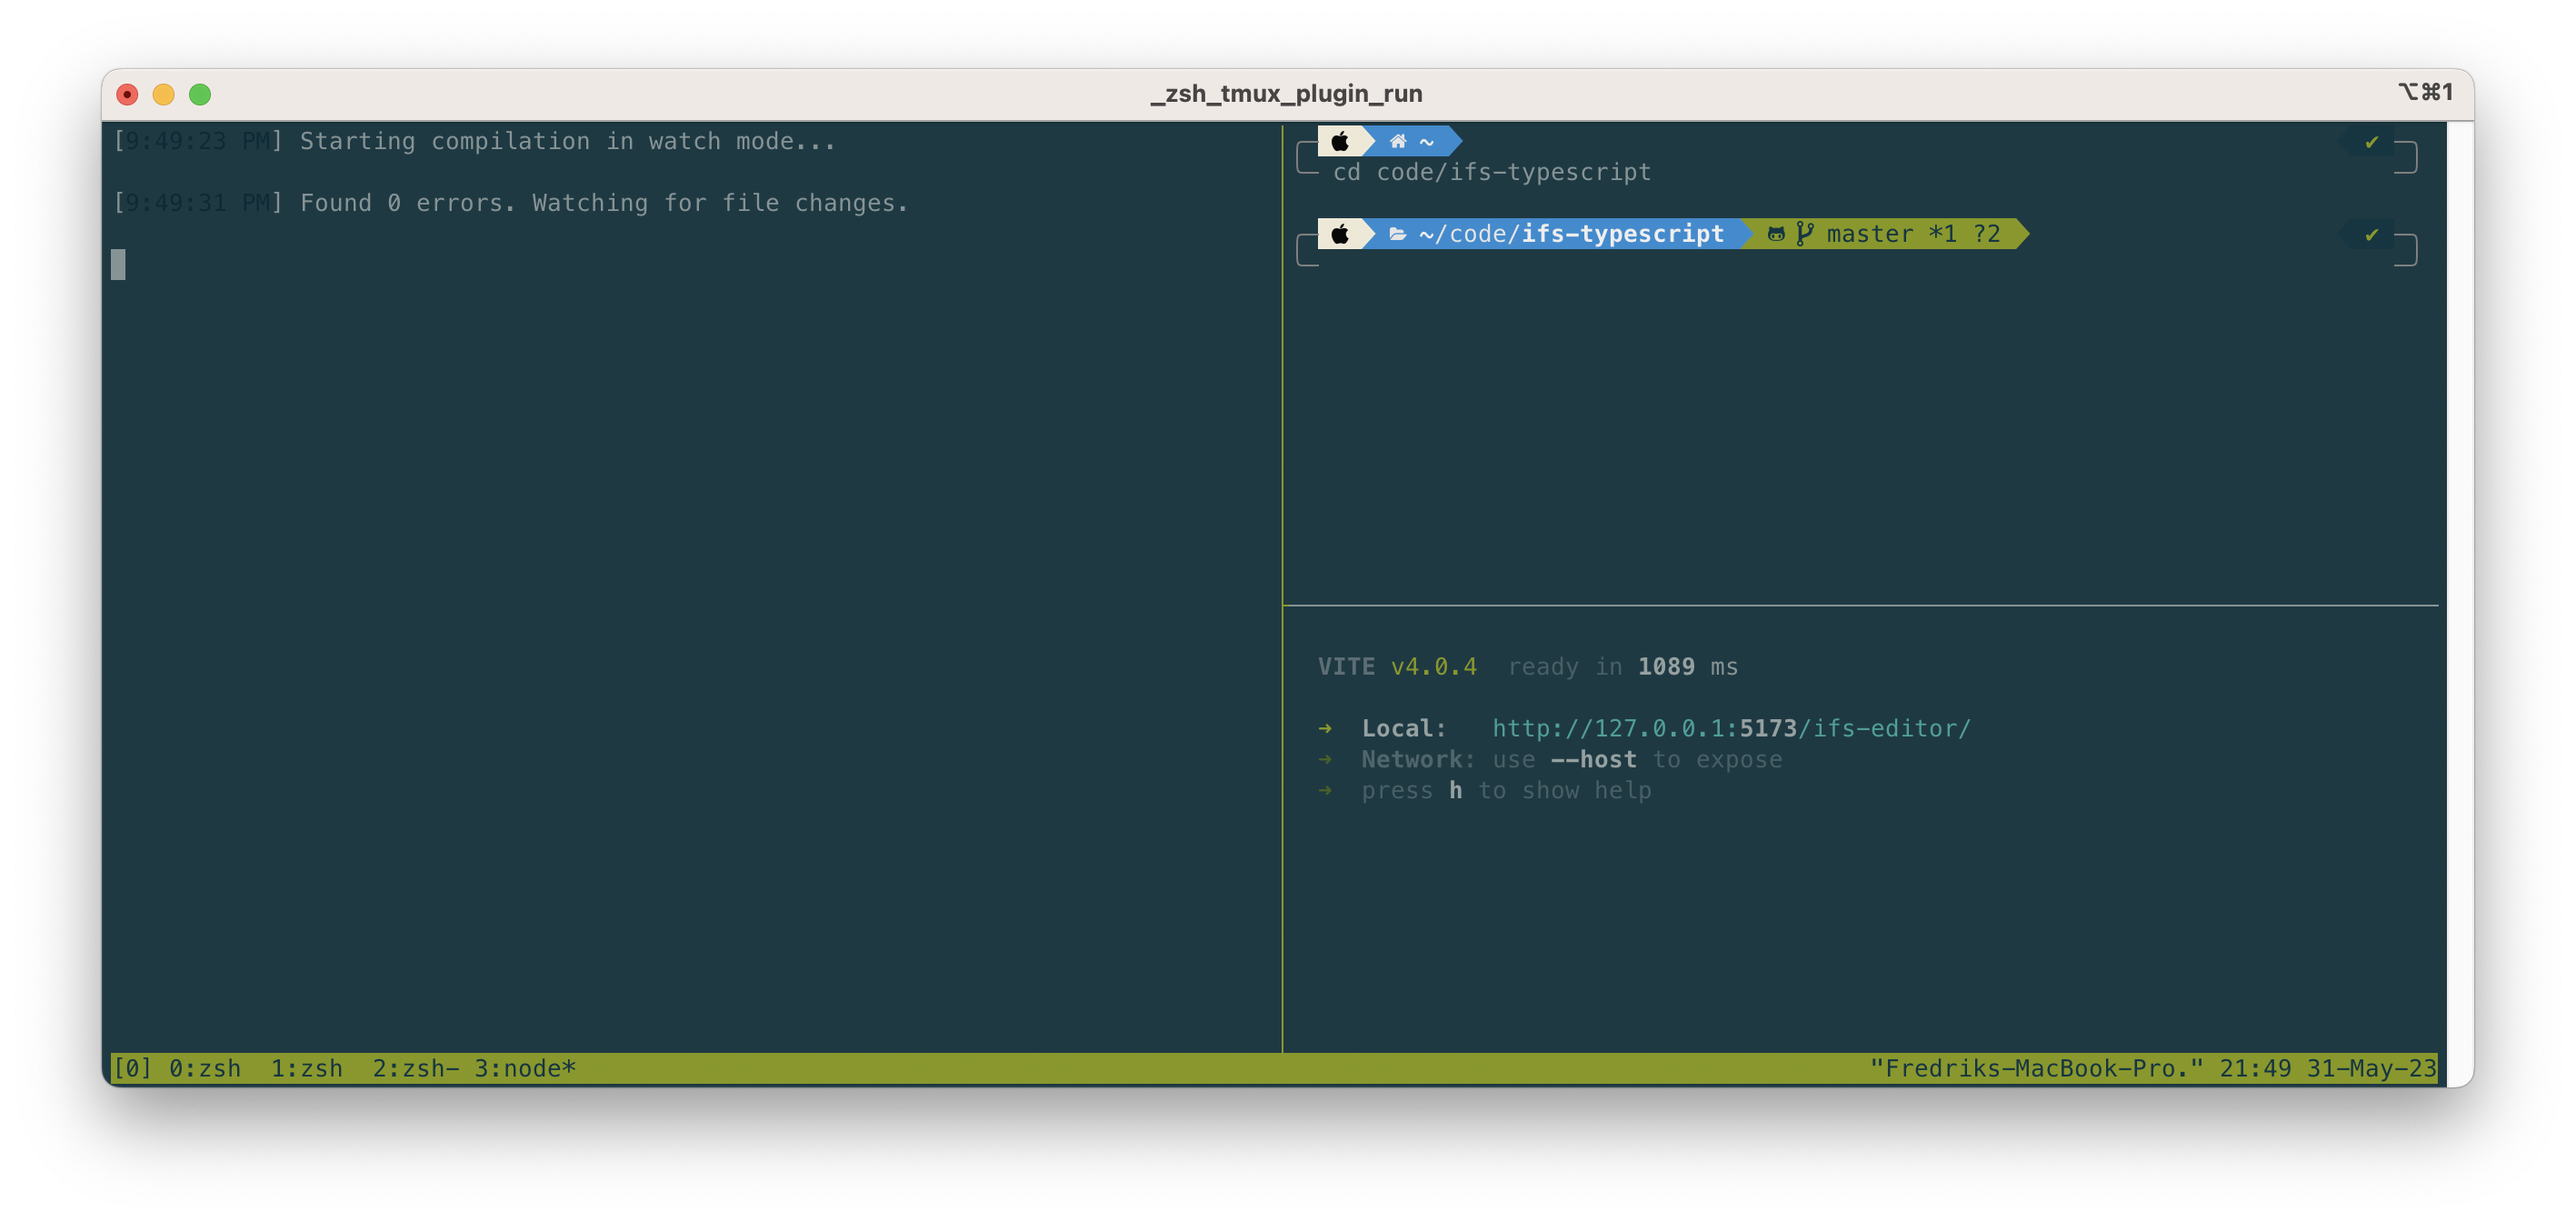 _zsh_tmux_plugin_run
⌥⌘1
[9:49:23 PM] Starting compilation in watch mode...
[9:49:31 PM] Found 0 errors. Watching for file changes.
~
cd code/ifs-typescript
~/code/ifs-typescript master *1 ?2
VITE v4.0.4  ready in 1089 ms
➜  Local:   http://127.0.0.1:5173/ifs-editor/
➜  Network: use --host to expose
➜  press h to show help
[0] 0:zsh  1:zsh  2:zsh- 3:node*
"Fredriks-MacBook-Pro." 21:49 31-May-23